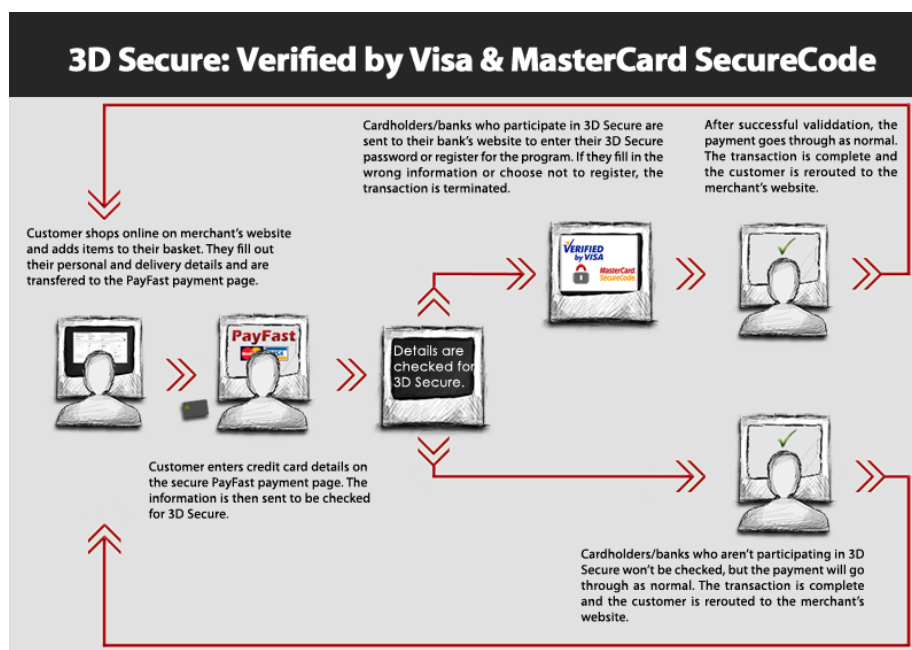 3D Secure: Verified by Visa & MasterCard SecureCode
Cardholders/banks who participate in 3D Secure are
sent to their bank's website to enter their 3D Secure
password or register for the program. If they fill in the
wrong information or choose not to register, the
transaction is terminated.
After successful validdation, the
payment goes through as normal.
The transaction is complete and
the customer is rerouted to the
merchant's website.
Customer shops online on merchant's website
and adds items to their basket. They fill out
their personal and delivery details and are
transfered to the PayFast payment page.
VERIFIED
by VISA
MasterCard
SecureCode
PayFast
MasterCard
VISA
Details are
checked for
3D Secure.
Customer enters credit card details on
the secure PayFast payment page. The
information is then sent to be checked
for 3D Secure.
Cardholders/banks who aren't participating in 3D
Secure won't be checked, but the payment will go
through as normal. The transaction is complete
and the customer is rerouted to the merchant's
website.